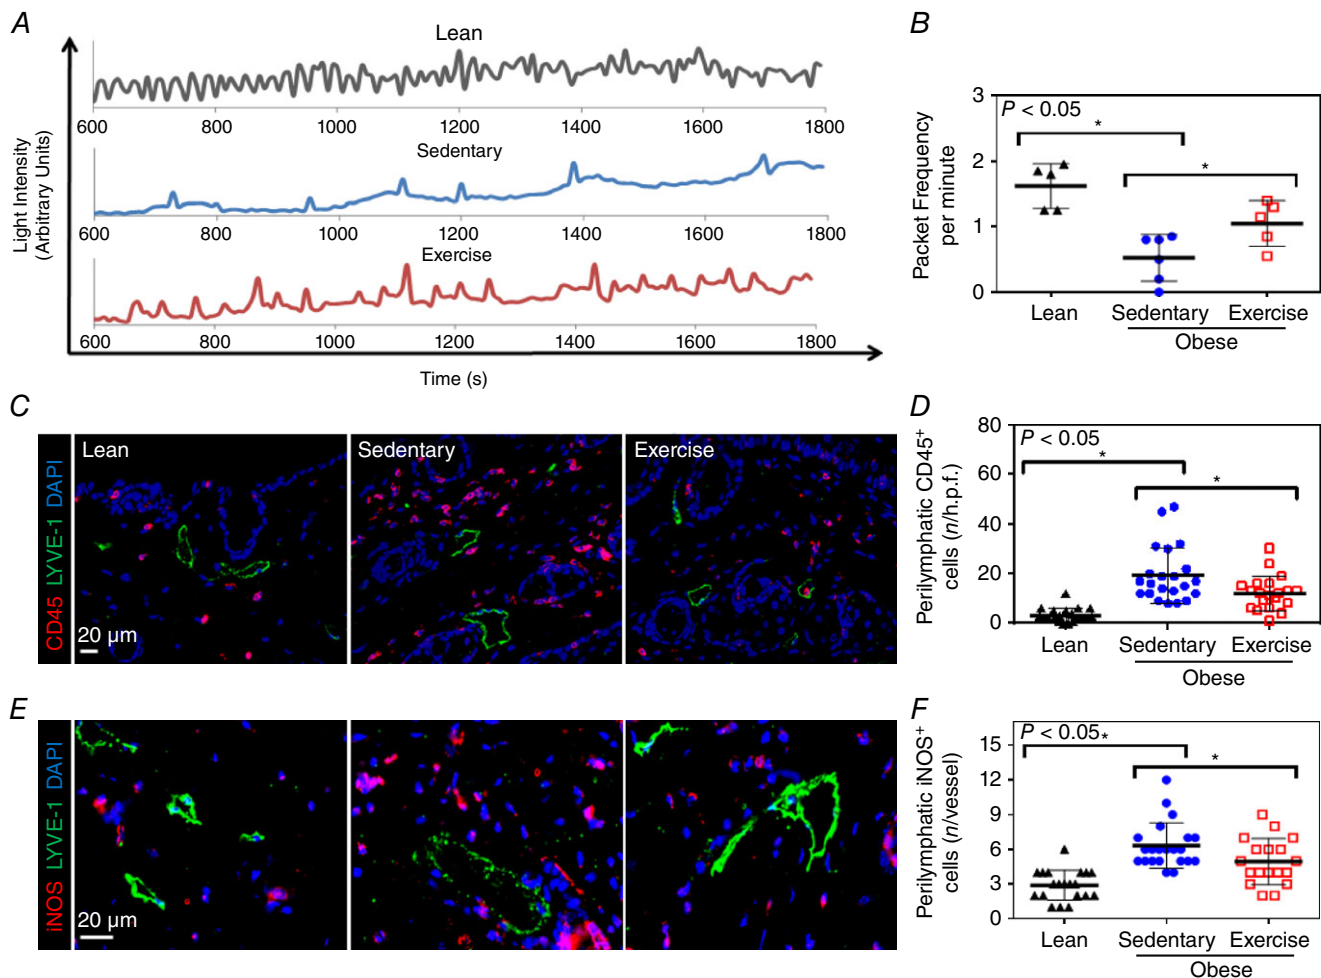 A
Lean
600 800 1000 1200 1400 1600 1800
Sedentary
600 800 1000 1200 1400 1600 1800
Exercise
600 800 1000 1200 1400 1600 1800
Light Intensity
(Arbitrary Units)
Time (s)
B
P < 0.05
*
*
3
2
1
0
Packet Frequency
per minute
Lean Sedentary Exercise
Obese
C
CD45 LYVE-1 DAPI
Lean
Sedentary
Exercise
20 µm
D
P < 0.05
*
*
80
60
40
20
0
Perilymphatic CD45+
cells (n/h.p.f.)
Lean Sedentary Exercise
Obese
E
iNOS LYVE-1 DAPI
20 µm
F
P < 0.05*
*
15
12
9
6
3
0
Perilymphatic iNOS+
cells (n/vessel)
Lean Sedentary Exercise
Obese